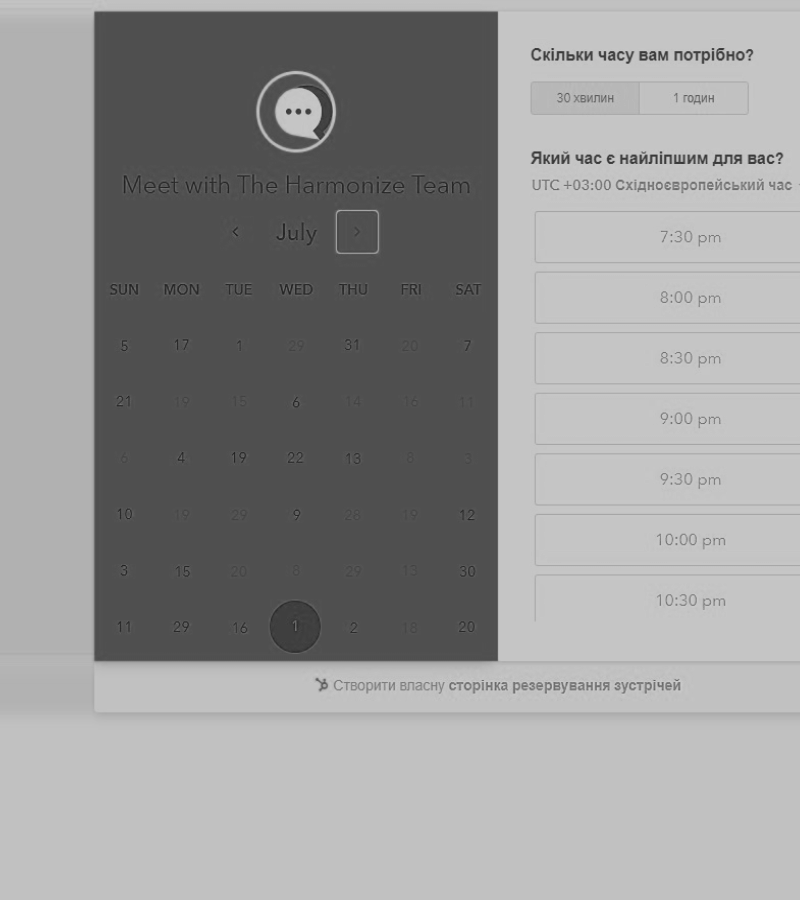 Meet with The Harmonize Team
July
SUN MON TUE WED THU FRI SAT
5 17 1 29 31 20 7
21 19 15 6 14 16 11
6 4 19 22 13 8 3
10 19 29 9 28 19 12
3 15 20 6 29 13 30
11 29 16 1 2 18 20
Скільки часу вам потрібно?
30 хвилин 1 годин
Який час є найліпшим для вас?
UTC +03:00 Східноєвропейський час
7:30 pm
8:00 pm
8:30 pm
9:00 pm
9:30 pm
10:00 pm
10:30 pm
Створити власну сторінка резервування зустрічей